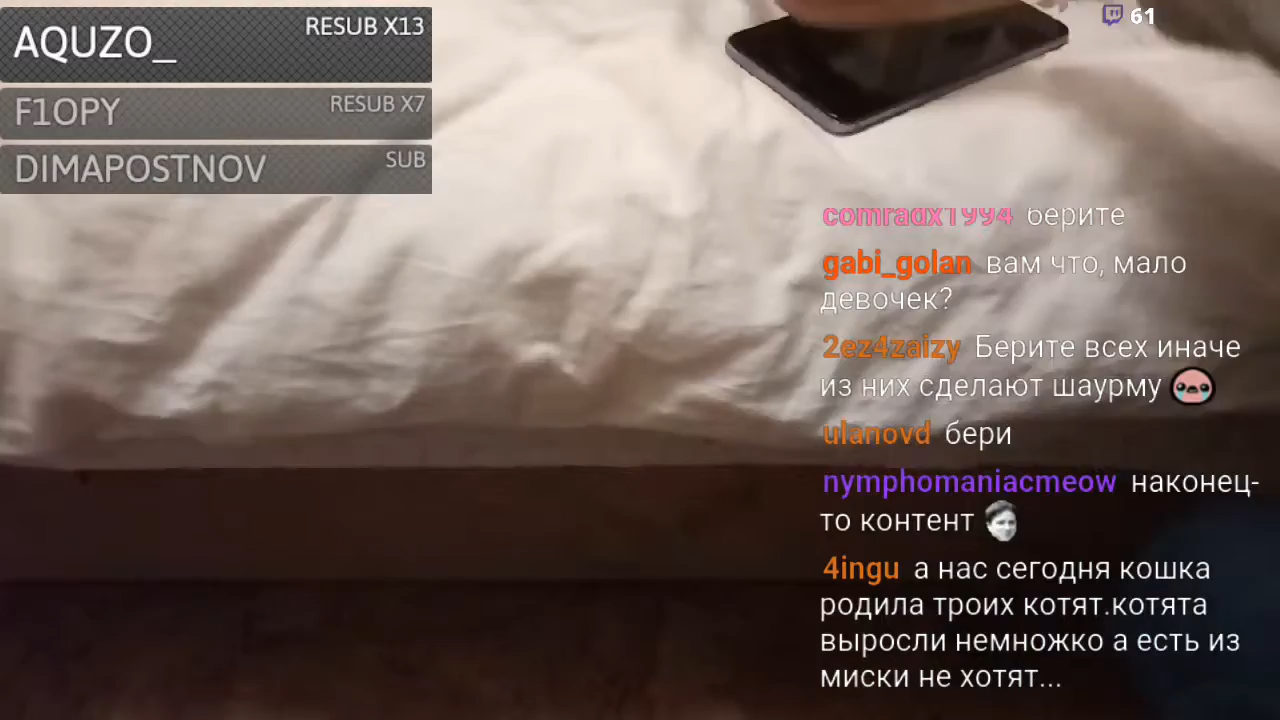 AQUZO_ RESUB X13
F1OPY RESUB X7
DIMAPOSTNOV SUB
61
comradx1994 берите
gabi_golan вам что, мало
девочек?
2ez4zaizy Берите всех иначе
из них сделают шаурму
ulanovd бери
nymphomaniacmeow наконец-
то контент
4ingu а нас сегодня кошка
родила троих котят.котята
выросли немножко а есть из
миски не хотят...